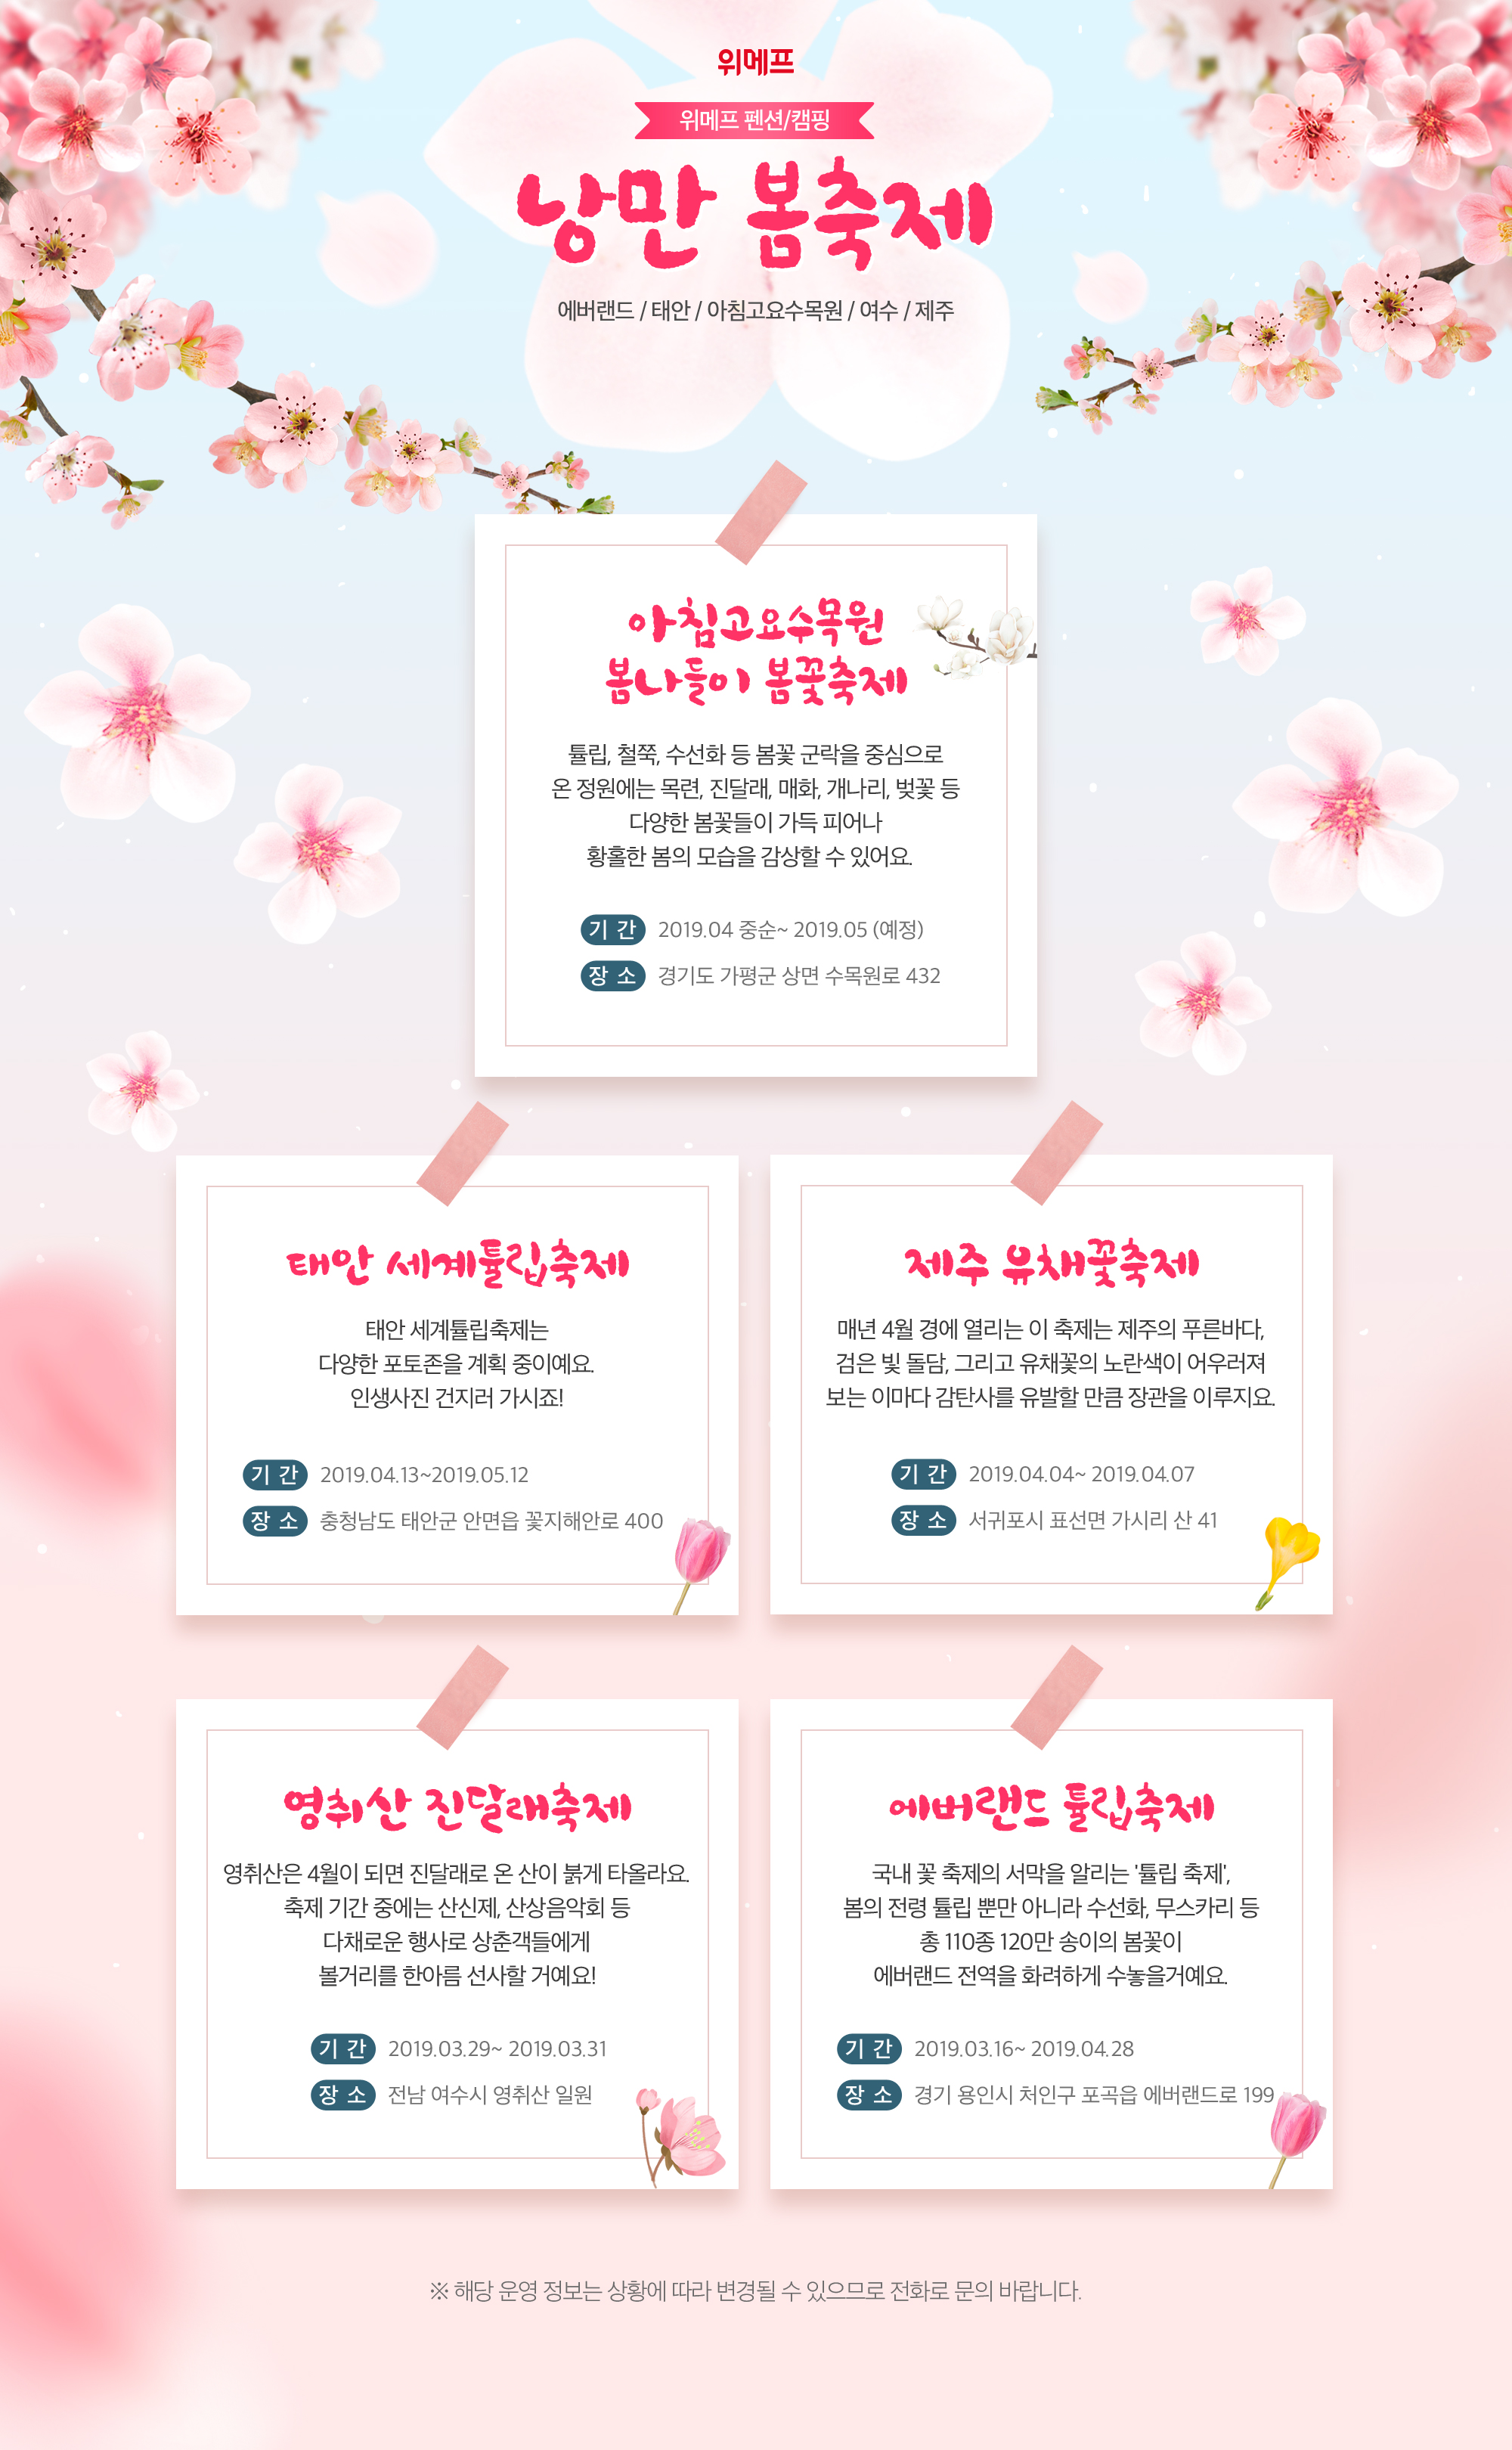 위메프
위메프 펜션/캠핑
낭만 봄축제
에버랜드 / 태안 / 아침고요수목원 / 여수 / 제주
아침고요수목원
봄나들이 봄꽃축제
튤립, 철쭉, 수선화 등 봄꽃 군락을 중심으로
온 정원에는 목련, 진달래, 매화, 개나리, 벚꽃 등
다양한 봄꽃들이 가득 피어나
황홀한 봄의 모습을 감상할 수 있어요.
기 간 2019.04 중순~ 2019.05 (예정)
장 소 경기도 가평군 상면 수목원로 432
태안 세계튤립축제
태안 세계튤립축제는
다양한 포토존을 계획 중이예요.
인생사진 건지러 가시죠!
기 간 2019.04.13~2019.05.12
장 소 충청남도 태안군 안면읍 꽃지해안로 400
제주 유채꽃축제
매년 4월 경에 열리는 이 축제는 제주의 푸른바다,
검은 빛 돌담, 그리고 유채꽃의 노란색이 어우러져
보는 이마다 감탄사를 유발할 만큼 장관을 이루지요.
기 간 2019.04.04~ 2019.04.07
장 소 서귀포시 표선면 가시리 산 41
영취산 진달래축제
영취산은 4월이 되면 진달래로 온 산이 붉게 타올라요.
축제 기간 중에는 산신제, 산상음악회 등
다채로운 행사로 상춘객들에게
볼거리를 한아름 선사할 거예요!
기 간 2019.03.29~ 2019.03.31
장 소 전남 여수시 영취산 일원
에버랜드 튤립축제
국내 꽃 축제의 서막을 알리는 '튤립 축제',
봄의 전령 튤립 뿐만 아니라 수선화, 무스카리 등
총 110종 120만 송이의 봄꽃이
에버랜드 전역을 화려하게 수놓을거예요.
기 간 2019.03.16~ 2019.04.28
장 소 경기 용인시 처인구 포곡읍 에버랜드로 199
※ 해당 운영 정보는 상황에 따라 변경될 수 있으므로 전화로 문의 바랍니다.